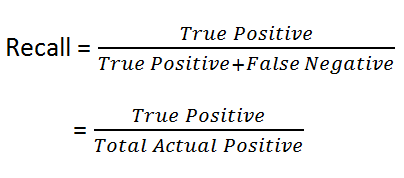 Recall = True Positive
True Positive+False Negative
= True Positive
Total Actual Positive